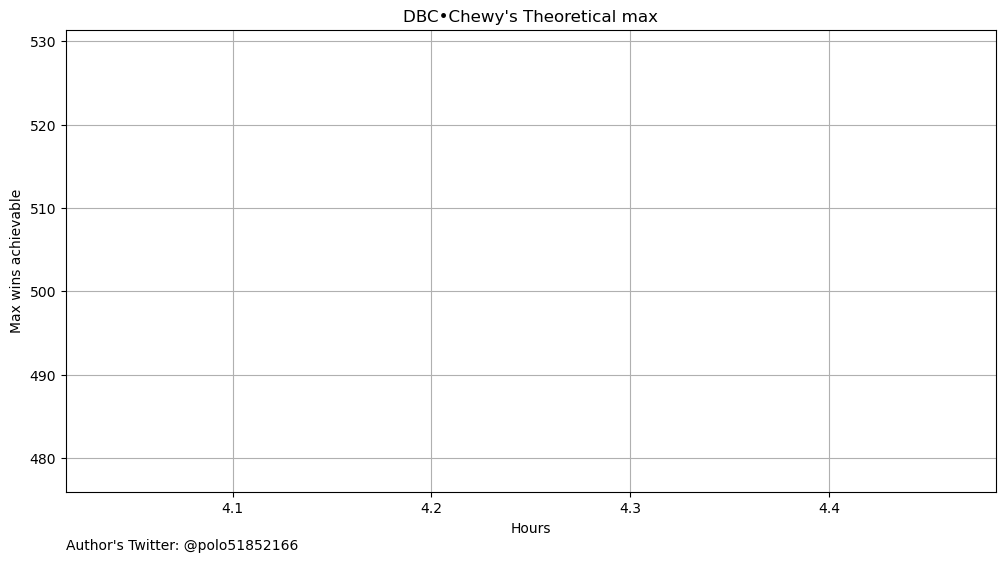 DBC•Chewy's Theoretical max
Max wins achievable
530
520
510
500
490
480
4.1 4.2 4.3 4.4
Hours
Author's Twitter: @polo51852166